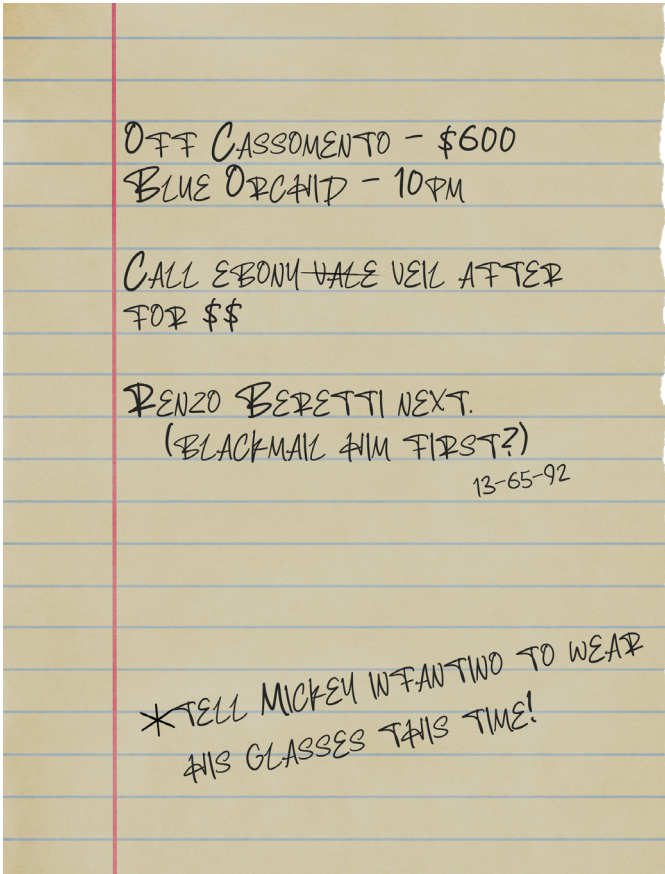 Off Cassomento - $600
Blue Orchid - 10pm
Call Ebony Vale Veil after
for $$
Renzo Beretti next.
(blackmail him first?)
13-65-92
*Tell Mickey Infantino to wear
his glasses this time!